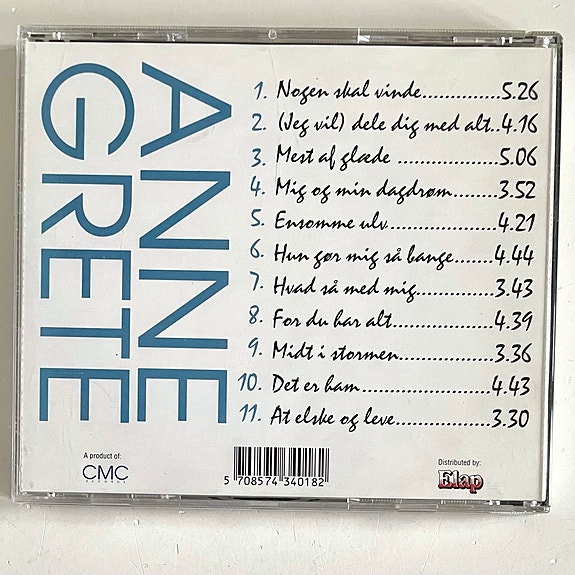 ANNE
GRETE
1. Nogen skal vinde..............5.26
2. (Jeg vil) dele dig med alt..4.16
3. Mest af glæde ..............5.06
4. Mig og min dagdrøm.......3.52
5. Ensomme ulv................4.21
6. Hun gør mig så bange......4.44
7. Hvad så med mig............3.43
8. For du har alt................4.39
9. Midt i stormen..............3.36
10. Det er ham....................4.43
11. At elske og leve...............3.30
A product of:
CMC
RECORDS
5 708574 340182
Distributed by:
Elap